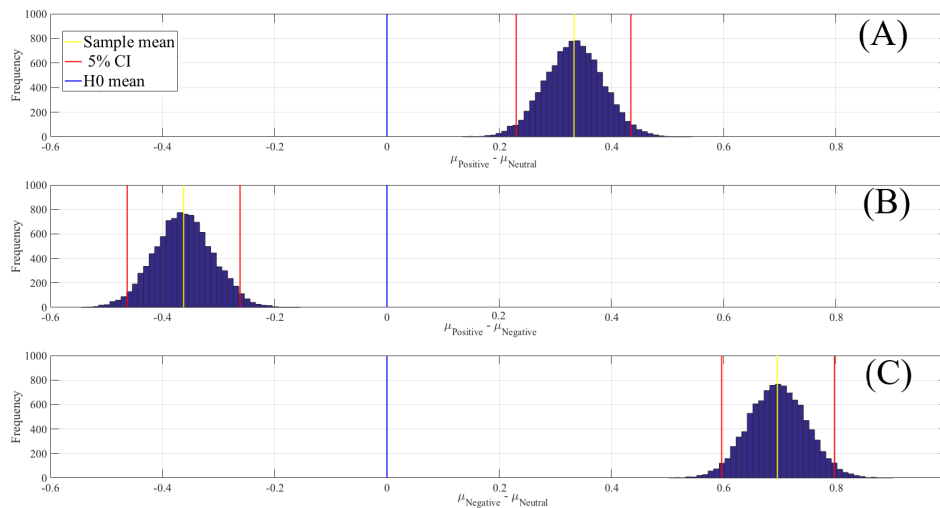 1000
800
600
400
200
0
Frequency
Sample mean
5% CI
H0 mean
(A)
-0.6 -0.4 -0.2 0 0.2 0.4 0.6 0.8
μPositive - μNeutral
1000
800
600
400
200
0
Frequency
(B)
-0.6 -0.4 -0.2 0 0.2 0.4 0.6 0.8
μPositive - μNegative
1000
800
600
400
200
0
Frequency
(C)
-0.6 -0.4 -0.2 0 0.2 0.4 0.6 0.8
μNegative - μNeutral